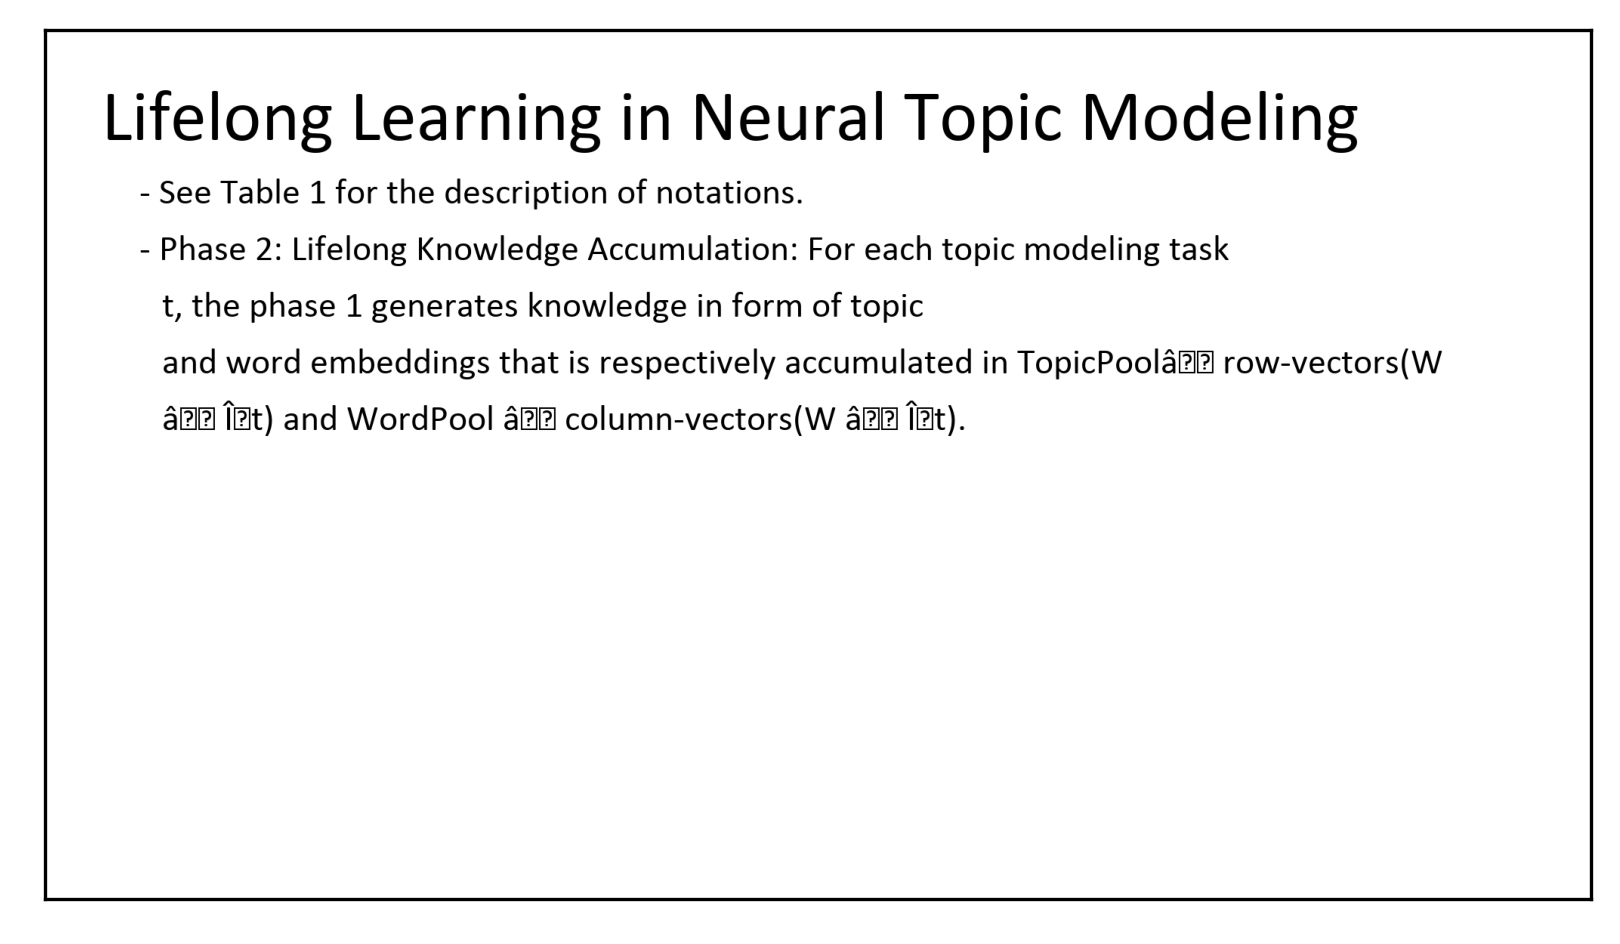 Lifelong Learning in Neural Topic Modeling
- See Table 1 for the description of notations.
- Phase 2: Lifelong Knowledge Accumulation: For each topic modeling task
t, the phase 1 generates knowledge in form of topic
and word embeddings that is respectively accumulated in TopicPoolâ�� row-vectors(W
â�� Î�t) and WordPool â�� column-vectors(W â�� Î�t).